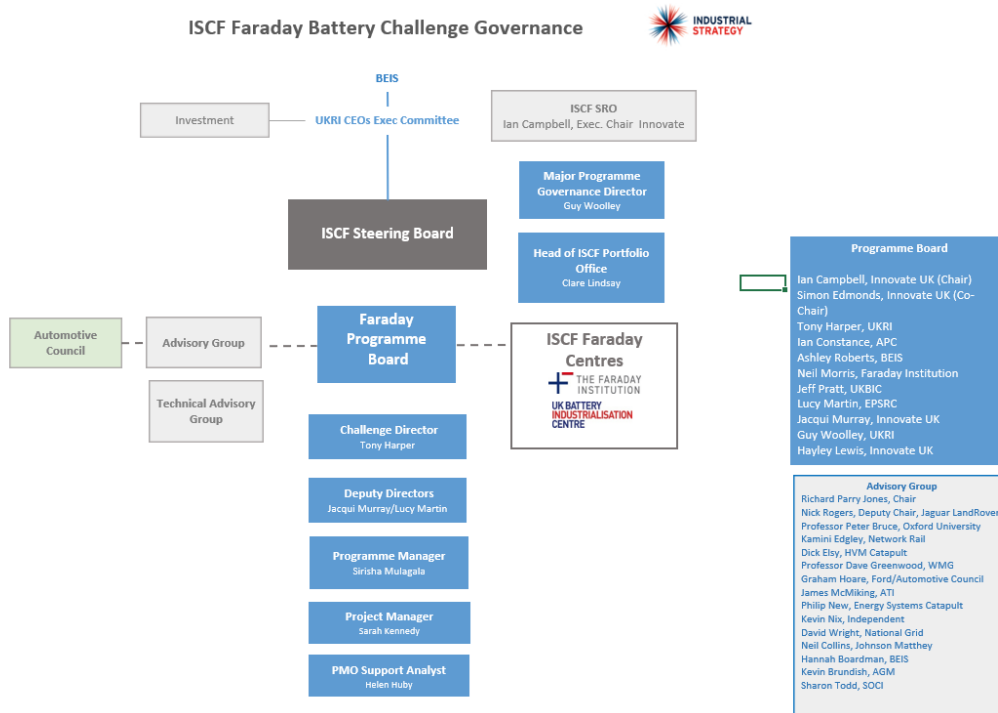 ISCF Faraday Battery Challenge Governance
INDUSTRIAL
STRATEGY
BEIS
Investment
UKRI CEOs Exec Committee
ISCF SRO
Ian Campbell, Exec. Chair Innovate
Major Programme
Governance Director
Guy Woolley
ISCF Steering Board
Head of ISCF Portfolio
Office
Clare Lindsay
Automotive
Council
Advisory Group
Faraday
Programme
Board
ISCF Faraday
Centres
THE FARADAY
INSTITUTION
UK BATTERY
INDUSTRIALISATION
CENTRE
Technical Advisory
Group
Challenge Director
Tony Harper
Deputy Directors
Jacqui Murray/Lucy Martin
Programme Manager
Sirisha Mulagala
Project Manager
Sarah Kennedy
PMO Support Analyst
Helen Huby
Programme Board
Ian Campbell, Innovate UK (Chair)
Simon Edmonds, Innovate UK (Co-
Chair)
Tony Harper, UKRI
Ian Constance, APC
Ashley Roberts, BEIS
Neil Morris, Faraday Institution
Jeff Pratt, UKBIC
Lucy Martin, EPSRC
Jacqui Murray, Innovate UK
Guy Woolley, UKRI
Hayley Lewis, Innovate UK
Advisory Group
Richard Parry Jones, Chair
Nick Rogers, Deputy Chair, Jaguar LandRover
Professor Peter Bruce, Oxford University
Kamini Edgley, Network Rail
Dick Elsy, HVM Catapult
Professor Dave Greenwood, WMG
Graham Hoare, Ford/Automotive Council
James McMiking, ATI
Philip New, Energy Systems Catapult
Kevin Nix, Independent
David Wright, National Grid
Neil Collins, Johnson Matthey
Hannah Boardman, BEIS
Kevin Brundish, AGM
Sharon Todd, SOCI